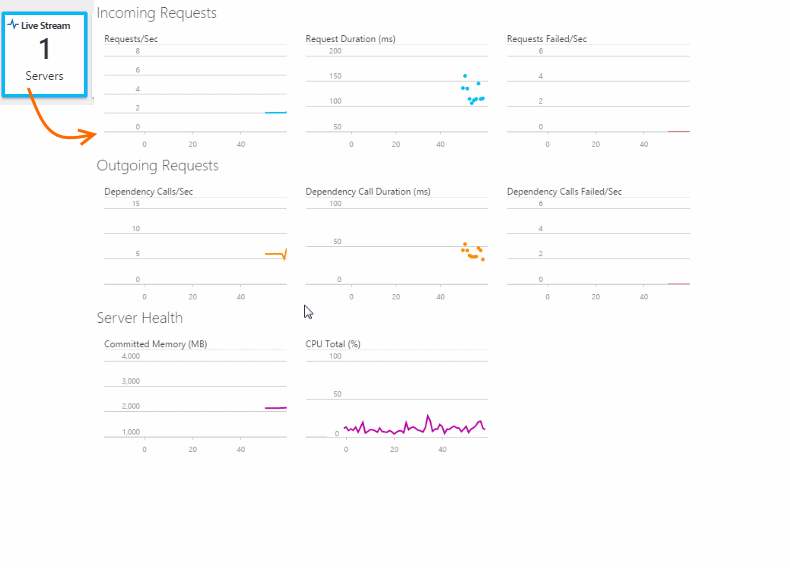 Incoming Requests
Live Stream
1
Servers
Requests/Sec
8
6
4
2
0
0 20 40
Request Duration (ms)
200
150
100
50
0 20 40
Requests Failed/Sec
6
4
2
0
0 20 40
Outgoing Requests
Dependency Calls/Sec
15
10
5
0
0 20 40
Dependency Call Duration (ms)
100
50
0
0 20 40
Dependency Calls Failed/Sec
6
4
2
0
0 20 40
Server Health
Committed Memory (MB)
4,000
3,000
2,000
1,000
0 20 40
CPU Total (%)
100
50
0
0 20 40